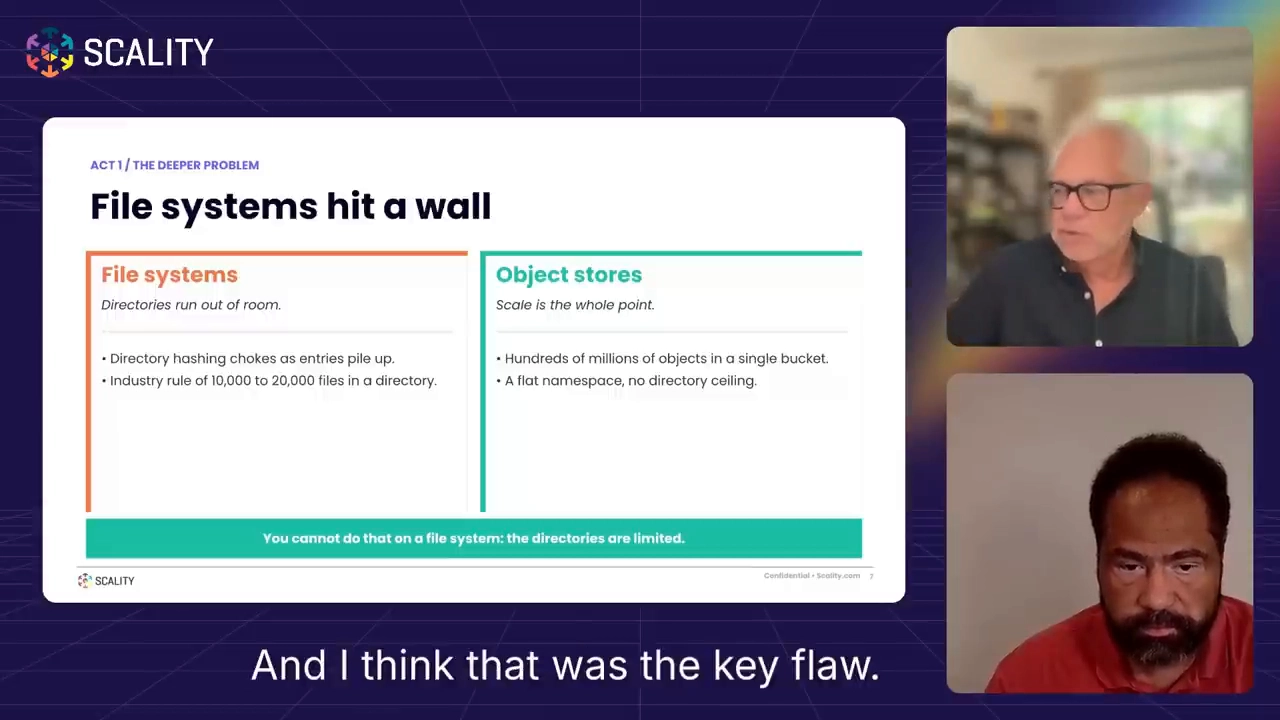 SCALITY
ACT 1 / THE DEEPER PROBLEM
File systems hit a wall
File systems
Directories run out of room.
• Directory hashing chokes as entries pile up.
• Industry rule of 10,000 to 20,000 files in a directory.
Object stores
Scale is the whole point.
• Hundreds of millions of objects in a single bucket.
• A flat namespace, no directory ceiling.
You cannot do that on a file system: the directories are limited.
SCALITY
Confidential • Scality.com 7
And I think that was the key flaw.